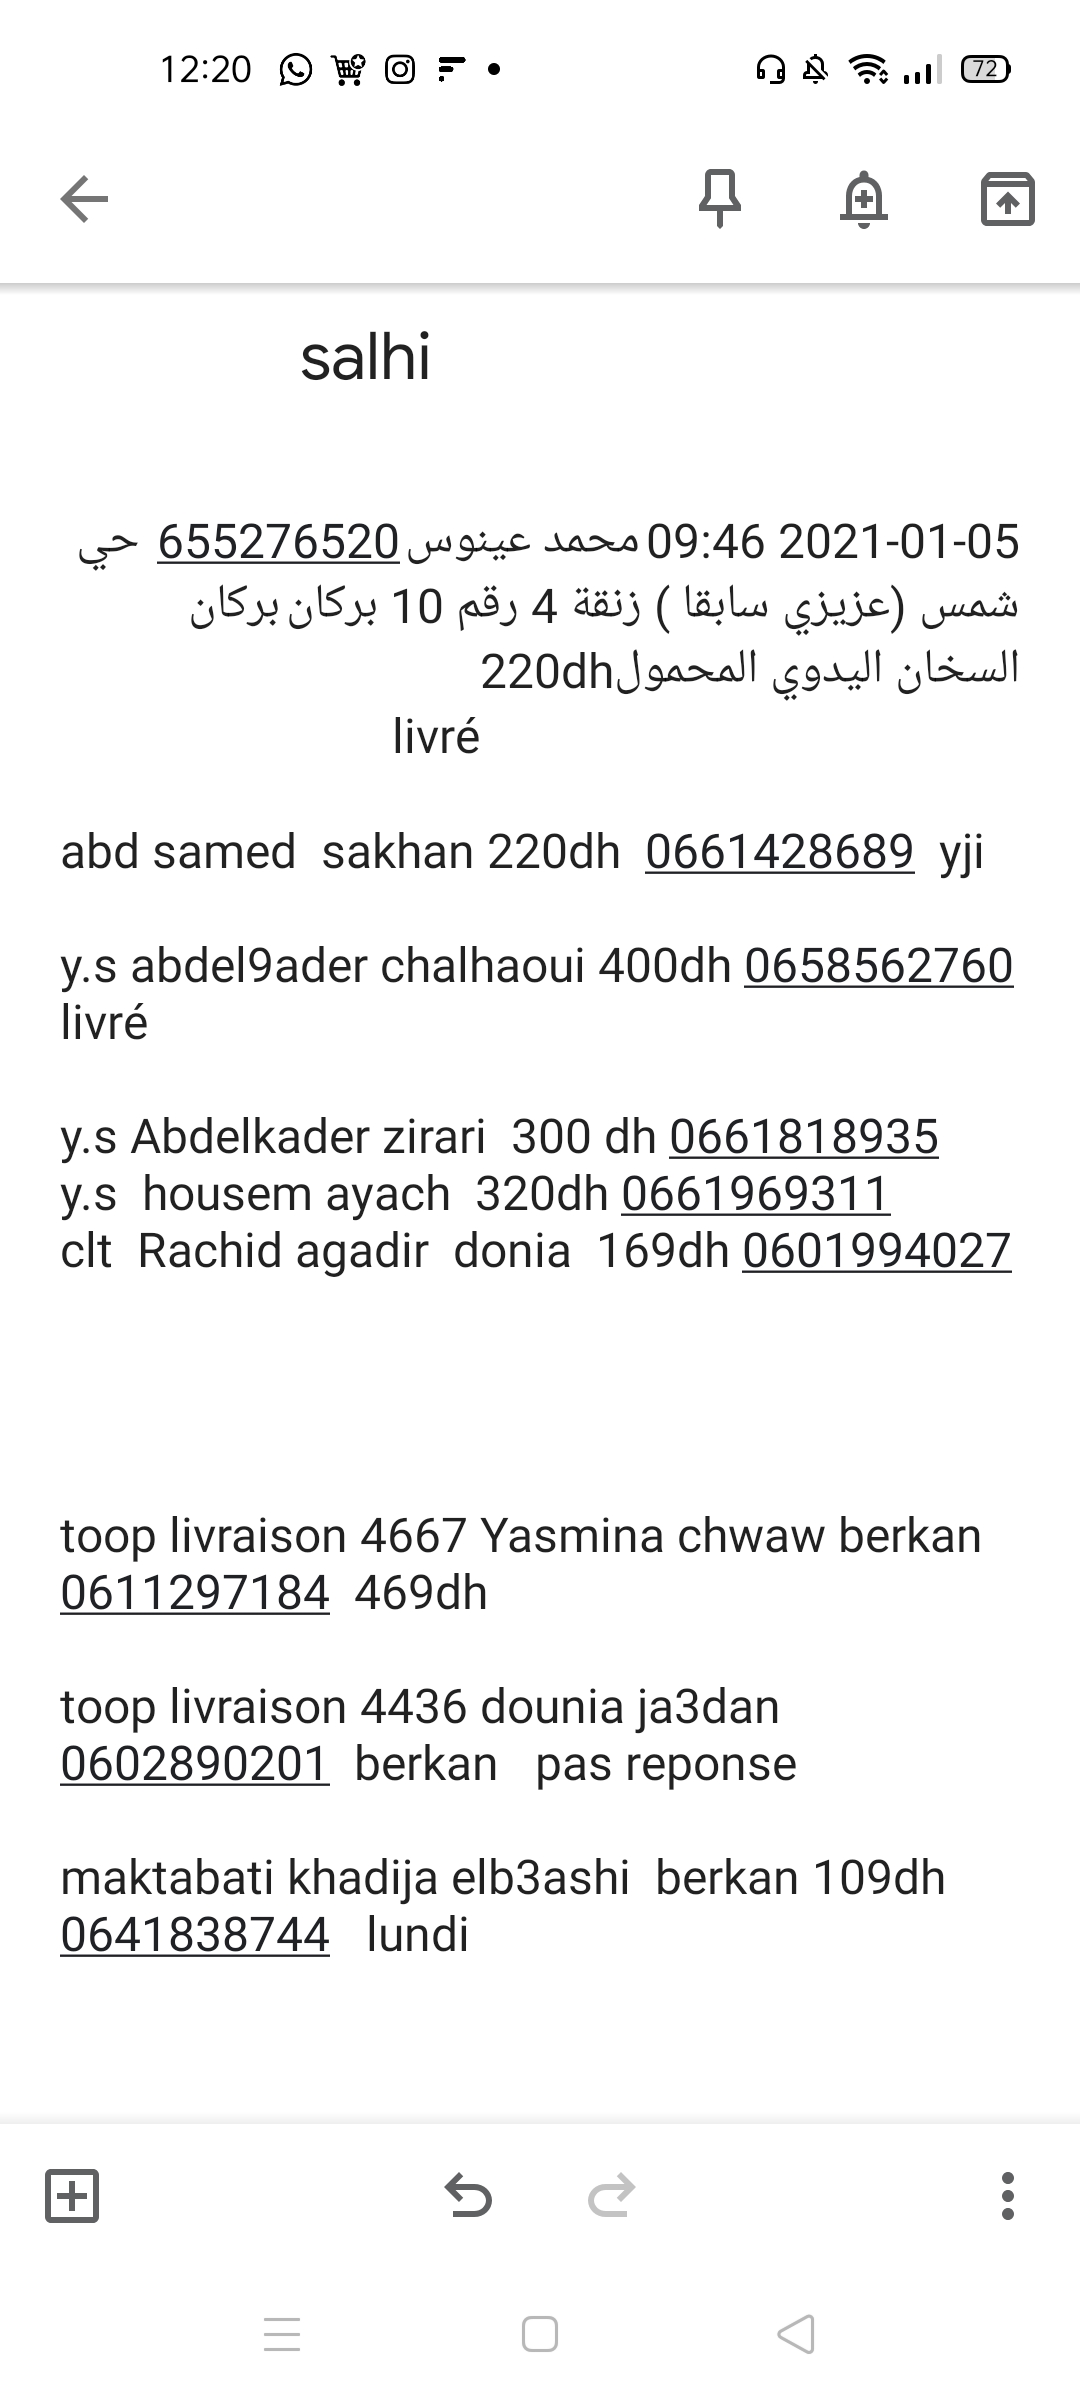 12:20
72
salhi
2021-01-05 09:46 محمد عينوس 655276520 حي
شمس (عزيزي سابقا ) زنقة 4 رقم 10 بركان بركان
السخان اليدوي المحمول220dh
livré
abd samed  sakhan 220dh  0661428689  yji
y.s abdel9ader chalhaoui 400dh 0658562760
livré
y.s Abdelkader zirari  300 dh 0661818935
y.s  housem ayach  320dh 0661969311
clt  Rachid agadir  donia  169dh 0601994027
toop livraison 4667 Yasmina chwaw berkan
0611297184  469dh
toop livraison 4436 dounia ja3dan
0602890201  berkan   pas reponse
maktabati khadija elb3ashi  berkan 109dh
0641838744   lundi